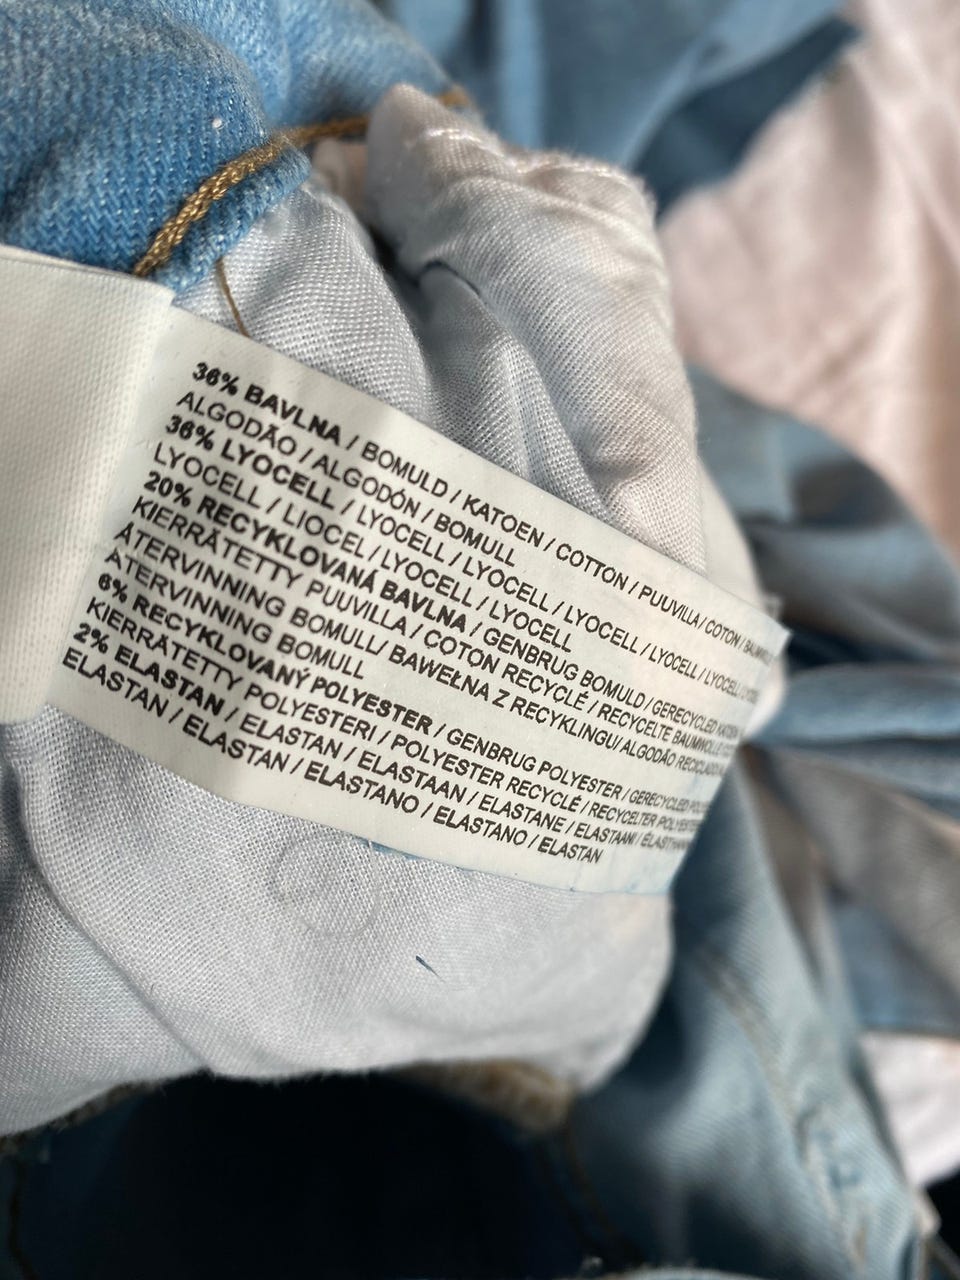 36% BAVLNA / BOMULD / KATOEN / COTTON / PUUVILLA / COTON /
ALGODÃO / ALGODÓN / BOMULL
36% LYOCELL / LYOCELL / LYOCELL / LYOCELL / LYOCELL / LYOCELL
LYOCELL / LIOCEL / LYOCELL / LYOCELL
20% RECYKLOVANÁ BAVLNA / GENBRUG BOMULD / GERECYCLED
KIERRÄTETTY PUUVILLA / COTON RECYCLÉ / RECYCELTE BAUMWOLLE
ÅTERVINNING BOMULL/ BAWEŁNA Z RECYKLINGU/ ALGODÃO
ÅTERVINNING BOMULL
6% RECYKLOVANÝ POLYESTER / GENBRUG POLYESTER / GERECYCLED
KIERRÄTETTY POLYESTERI / POLYESTER RECYCLÉ / RECYCELTER
2% ELASTAN / ELASTAN / ELASTAAN / ELASTANE / ELASTAANI /
ELASTAN / ELASTAN / ELASTANO / ELASTANO / ELASTAN